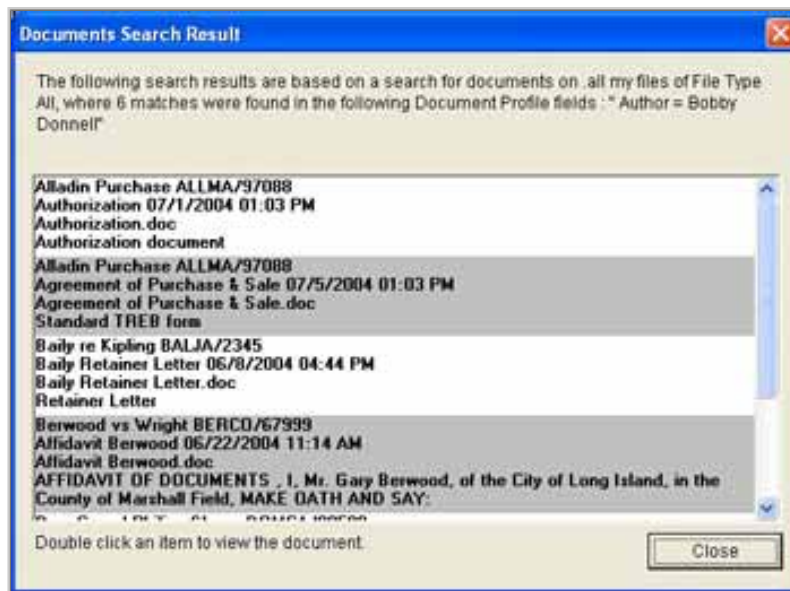 Documents Search Result
The following search results are based on a search for documents on .all my files of File Type
All, where 6 matches were found in the following Document Profile fields : " Author = Bobby
Donnell"
Alladin Purchase ALLMA/97088
Authorization 07/1/2004 01:03 PM
Authorization.doc
Authorization document
Alladin Purchase ALLMA/97088
Agreement of Purchase & Sale 07/5/2004 01:03 PM
Agreement of Purchase & Sale.doc
Standard TREB form
Baily re Kipling BALJA/2345
Baily Retainer Letter 06/8/2004 04:44 PM
Baily Retainer Letter.doc
Retainer Letter
Berwood vs Wright BERCO/67999
Affidavit Berwood 06/22/2004 11:14 AM
Affidavit Berwood.doc
AFFIDAVIT OF DOCUMENTS , I, Mr. Gary Berwood, of the City of Long Island, in the
County of Marshall Field, MAKE OATH AND SAY:
Double click an item to view the document.
Close